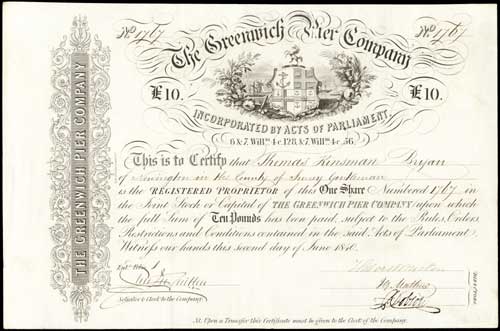 No. 1767 No. 1767
The Greenwich Pier Company
£10. £10.
INCORPORATED BY ACTS OF PARLIAMENT,
6 & 7, Will.m 4 c. 128, & 7, Will.m 4 c. 56.
This is to Certify that Thomas Kinsman Bryan
of Newington in the County of Surry Gentleman
is the REGISTERED PROPRIETOR of this One Share Numbered 1767 in the
Joint Stock or Capital of THE GREENWICH PIER COMPANY upon which
the full Sum of Ten Pounds has been paid, subject to the Rules, Orders,
Restrictions and Conditions contained in the said Acts of Parliament,
Witness our hands this second day of June
Solicitor & Clerk to the Company.
N.B. Upon a Transfer this Certificate must be given to the Clerk of the Company.
THE GREENWICH PIER COMPANY